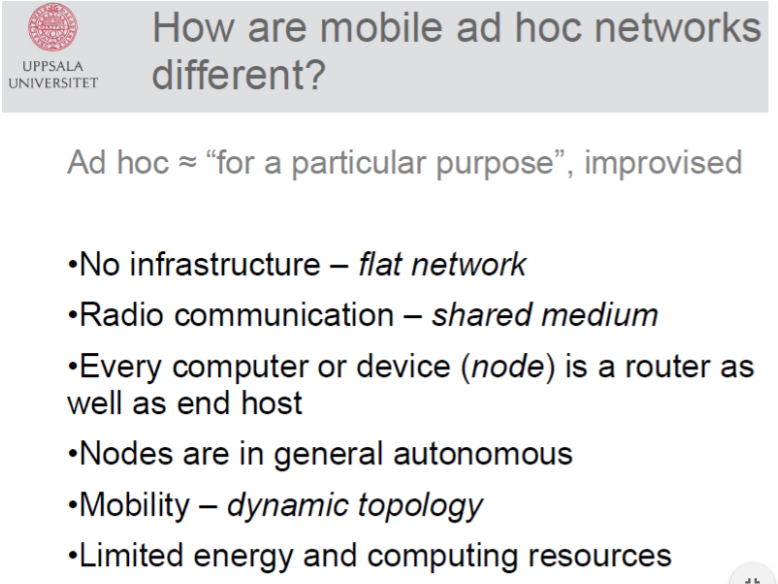 UPPSALA
UNIVERSITET
How are mobile ad hoc networks
different?
Ad hoc ≈ “for a particular purpose”, improvised
•No infrastructure – flat network
•Radio communication – shared medium
•Every computer or device (node) is a router as
well as end host
•Nodes are in general autonomous
•Mobility – dynamic topology
•Limited energy and computing resources